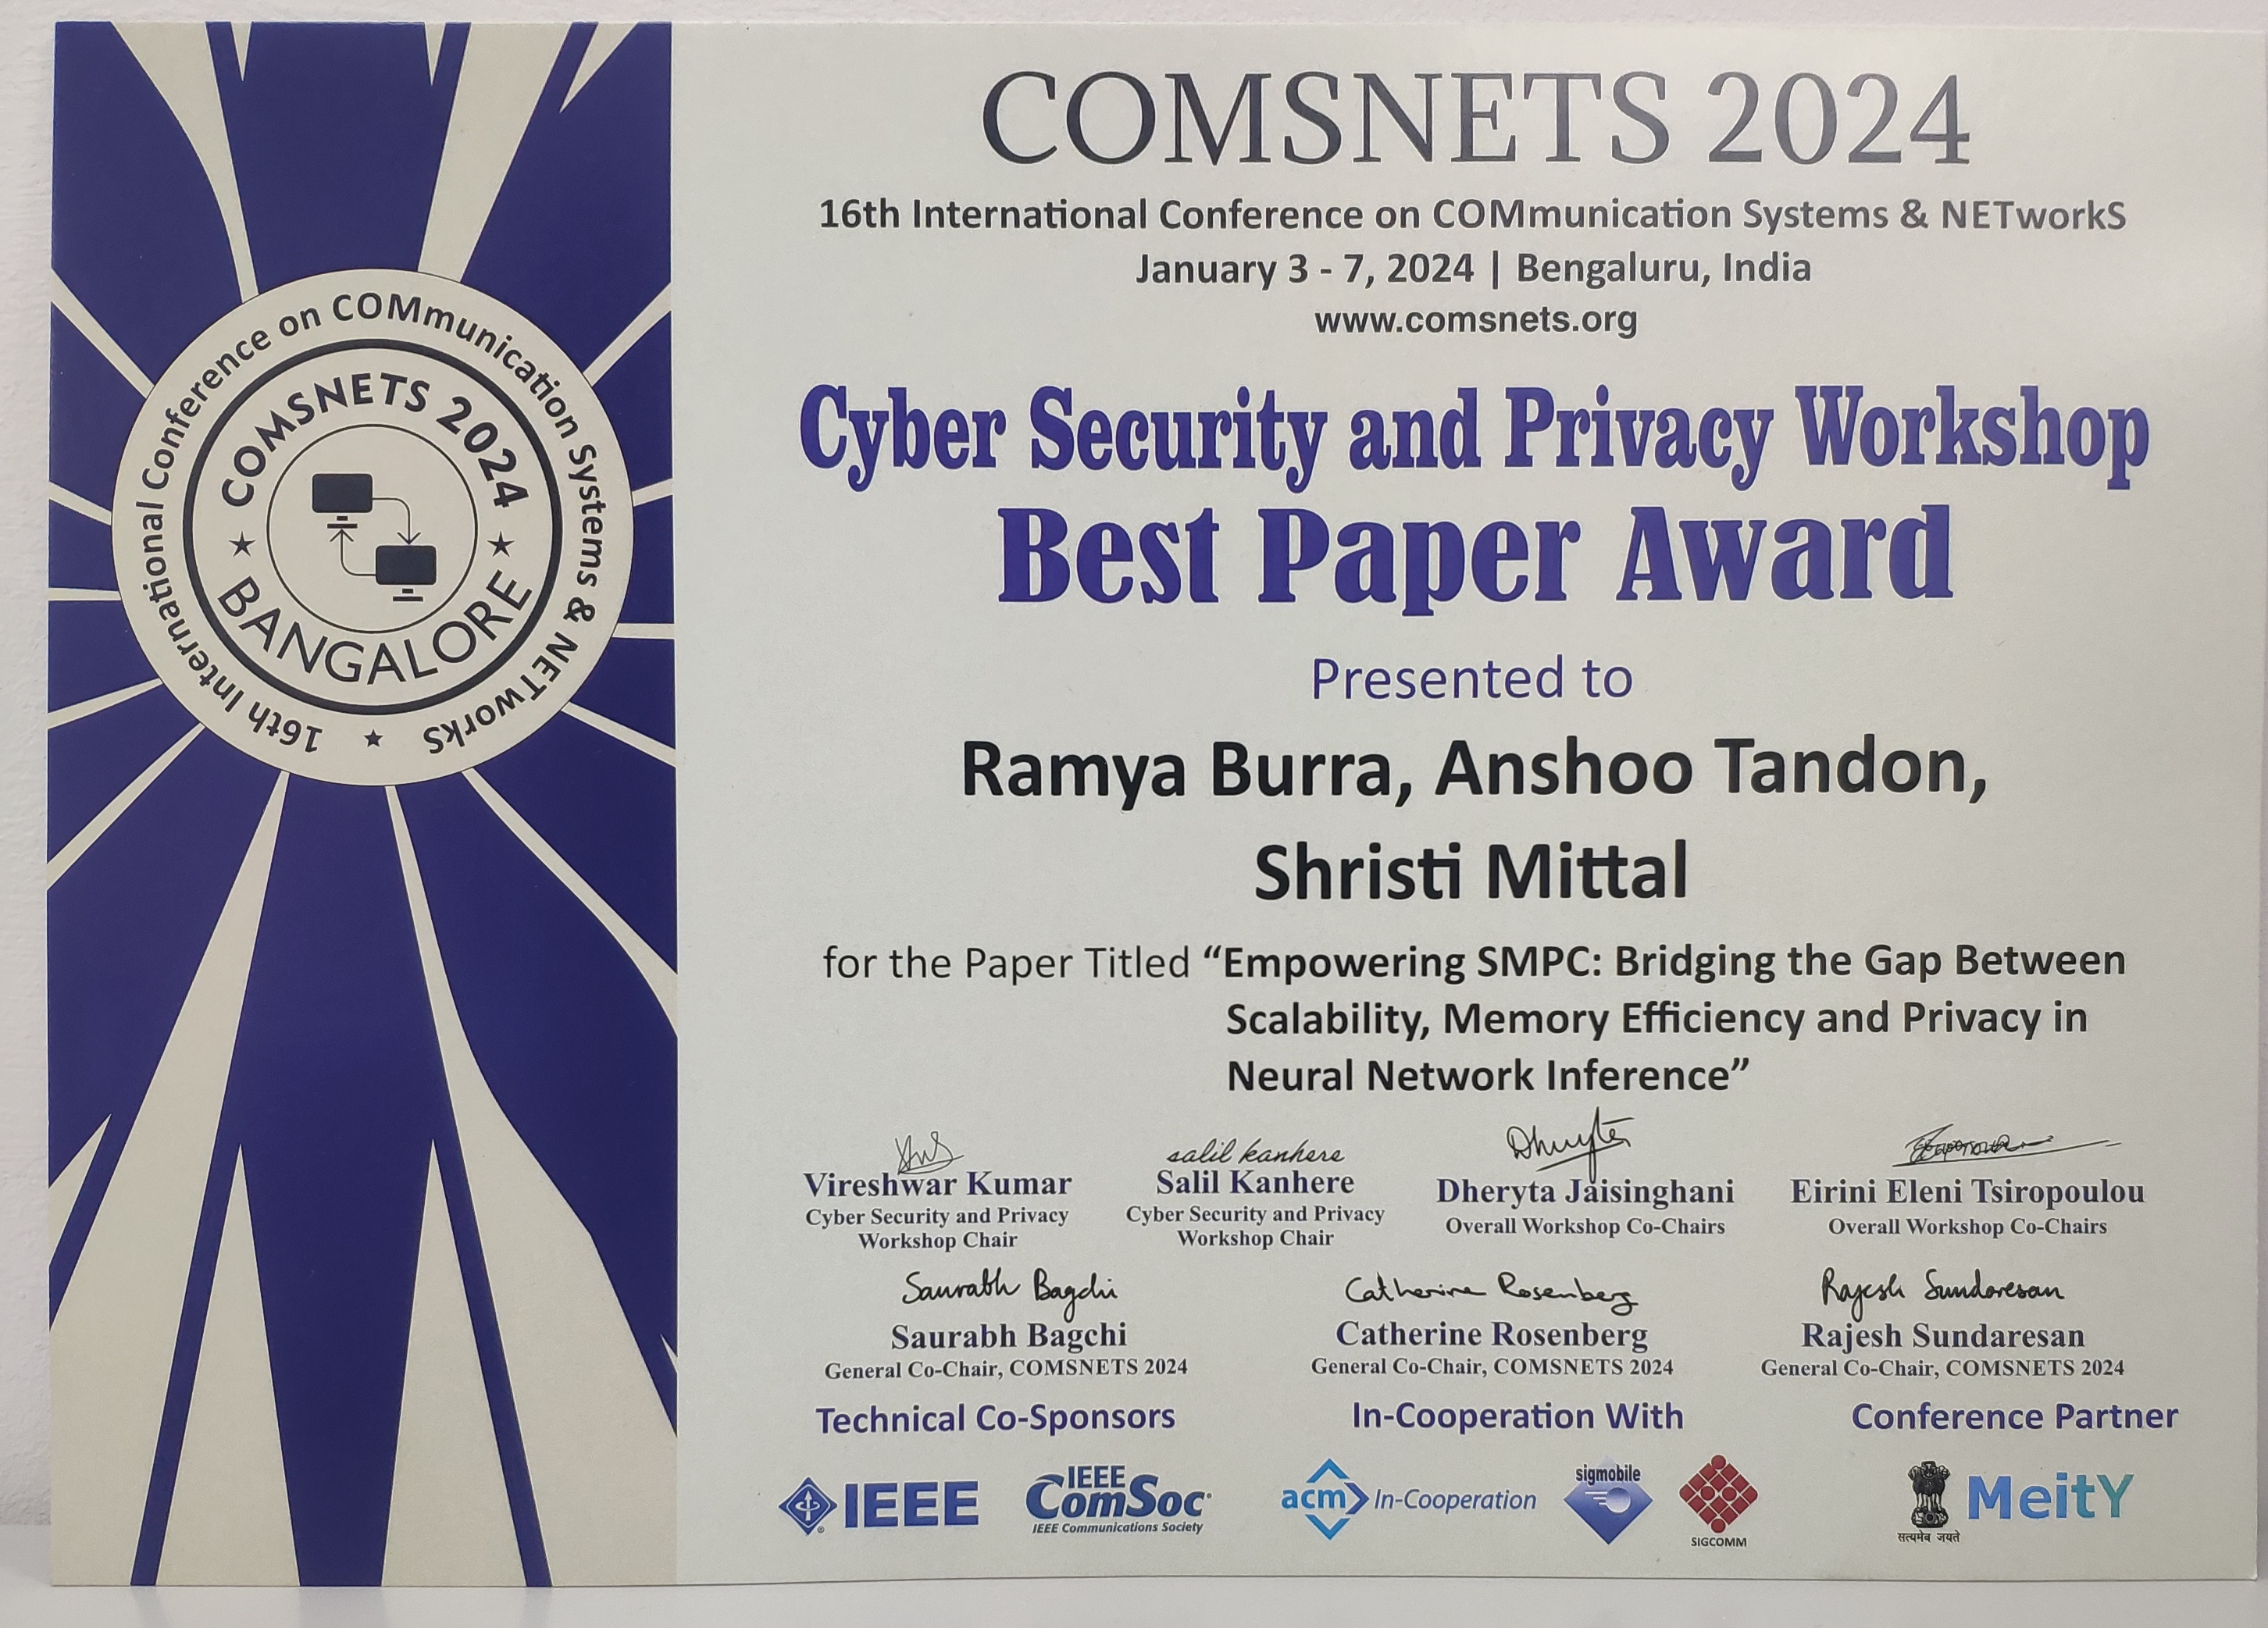 16th International Conference on COMmunication Systems & NETworkS
COMSNETS 2024
BANGALORE
COMSNETS 2024
16th International Conference on COMmunication Systems & NETworkS
January 3 - 7, 2024 | Bengaluru, India
www.comsnets.org
Cyber Security and Privacy Workshop
Best Paper Award
Presented to
Ramya Burra, Anshoo Tandon,
Shristi Mittal
for the Paper Titled “Empowering SMPC: Bridging the Gap Between
Scalability, Memory Efficiency and Privacy in
Neural Network Inference”
salil kanhere
Vireshwar Kumar
Cyber Security and Privacy
Workshop Chair
Salil Kanhere
Cyber Security and Privacy
Workshop Chair
Dheryta
Dheryta Jaisinghani
Overall Workshop Co-Chairs
Eirini Eleni Tsiropoulou
Overall Workshop Co-Chairs
Saurabh Bagchi
Saurabh Bagchi
General Co-Chair, COMSNETS 2024
Catherine Rosenberg
Catherine Rosenberg
General Co-Chair, COMSNETS 2024
Rajesh Sundaresan
Rajesh Sundaresan
General Co-Chair, COMSNETS 2024
Technical Co-Sponsors
In-Cooperation With
Conference Partner
IEEE
IEEE
ComSoc
IEEE Communications Society
acm In-Cooperation
sigmobile
SIGCOMM
सत्यमेव जयते
MeitY